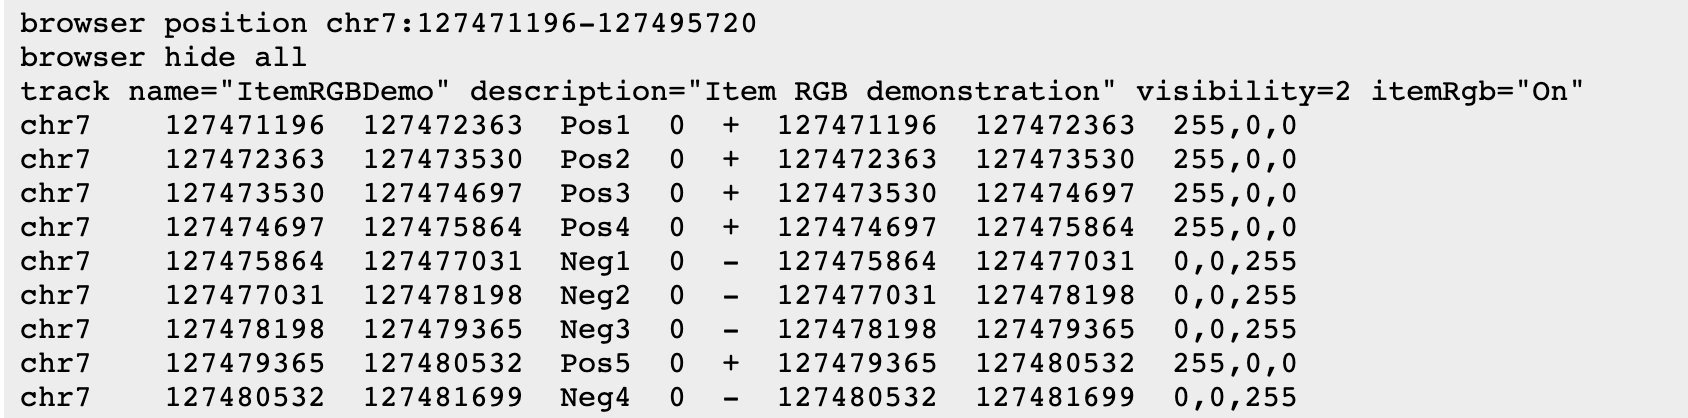 browser position chr7:127471196-127495720
browser hide all
track name="ItemRGBDemo" description="Item RGB demonstration" visibility=2 itemRgb="On"
chr7    127471196  127472363  Pos1  0  +  127471196  127472363  255,0,0
chr7    127472363  127473530  Pos2  0  +  127472363  127473530  255,0,0
chr7    127473530  127474697  Pos3  0  +  127473530  127474697  255,0,0
chr7    127474697  127475864  Pos4  0  +  127474697  127475864  255,0,0
chr7    127475864  127477031  Neg1  0  -  127475864  127477031  0,0,255
chr7    127477031  127478198  Neg2  0  -  127477031  127478198  0,0,255
chr7    127478198  127479365  Neg3  0  -  127478198  127479365  0,0,255
chr7    127479365  127480532  Pos5  0  +  127479365  127480532  255,0,0
chr7    127480532  127481699  Neg4  0  -  127480532  127481699  0,0,255